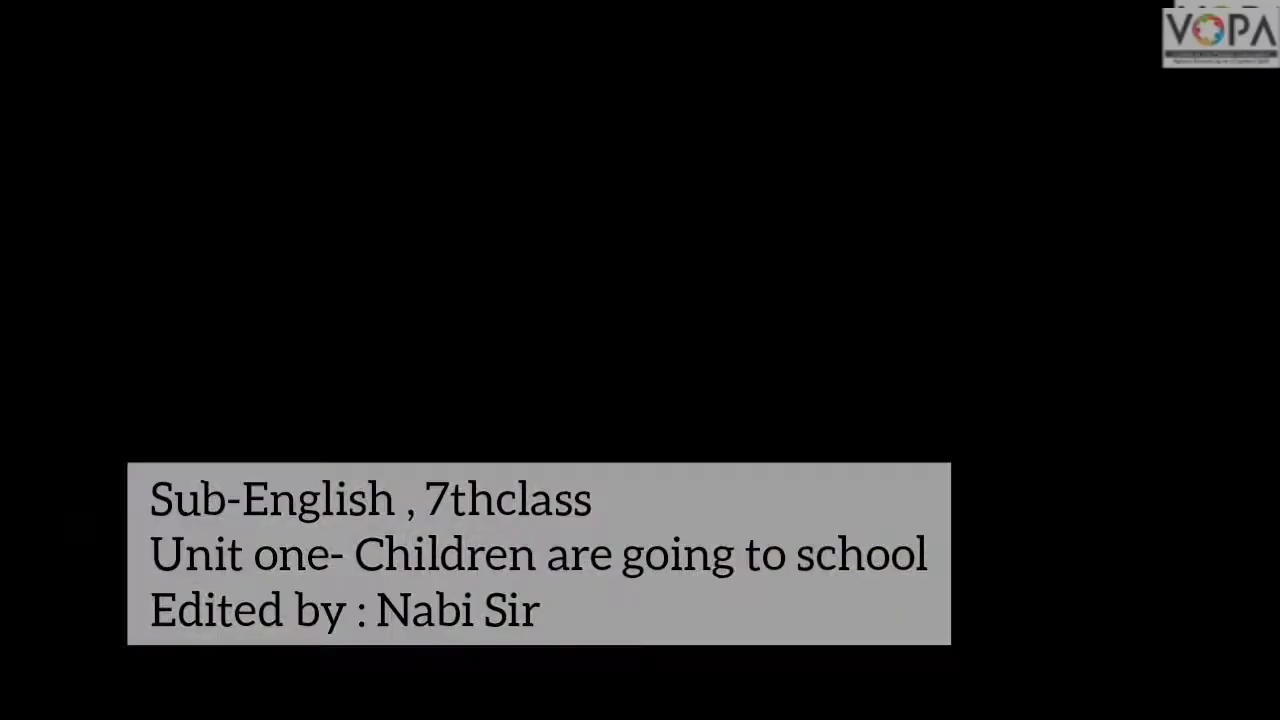 VOPA
Sub-English , 7thclass
Unit one- Children are going to school
Edited by : Nabi Sir